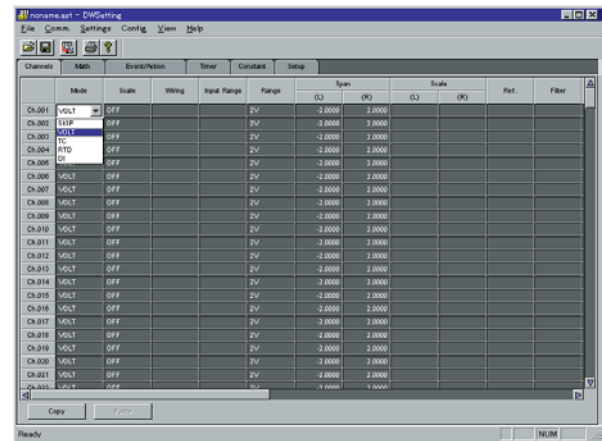 noname.sst - DWSetting
File Comm. Settings Config View Help
Channels Math Event/Action Timer Constant Setup
Mode Scale Wiring Input Range Range Span Scale Ref. Filter
(L) (R) (L) (R)
Ch.001 VOLT OFF 2V -2.0000 2.0000
Ch.002 SKIP OFF 2V -2.0000 2.0000
VOLT
Ch.003 TC OFF 2V -2.0000 2.0000
Ch.004 RTD OFF 2V -2.0000 2.0000
DI
Ch.005 OFF 2V -2.0000 2.0000
Ch.006 VOLT OFF 2V -2.0000 2.0000
Ch.007 VOLT OFF 2V -2.0000 2.0000
Ch.008 VOLT OFF 2V -2.0000 2.0000
Ch.009 VOLT OFF 2V -2.0000 2.0000
Ch.010 VOLT OFF 2V -2.0000 2.0000
Ch.011 VOLT OFF 2V -2.0000 2.0000
Ch.012 VOLT OFF 2V -2.0000 2.0000
Ch.013 VOLT OFF 2V -2.0000 2.0000
Ch.014 VOLT OFF 2V -2.0000 2.0000
Ch.015 VOLT OFF 2V -2.0000 2.0000
Ch.016 VOLT OFF 2V -2.0000 2.0000
Ch.017 VOLT OFF 2V -2.0000 2.0000
Ch.018 VOLT OFF 2V -2.0000 2.0000
Ch.019 VOLT OFF 2V -2.0000 2.0000
Ch.020 VOLT OFF 2V -2.0000 2.0000
Ch.021 VOLT OFF 2V -2.0000 2.0000
Ch.022 VOLT OFF 2V -2.0000 2.0000
Copy Paste
Ready NUM